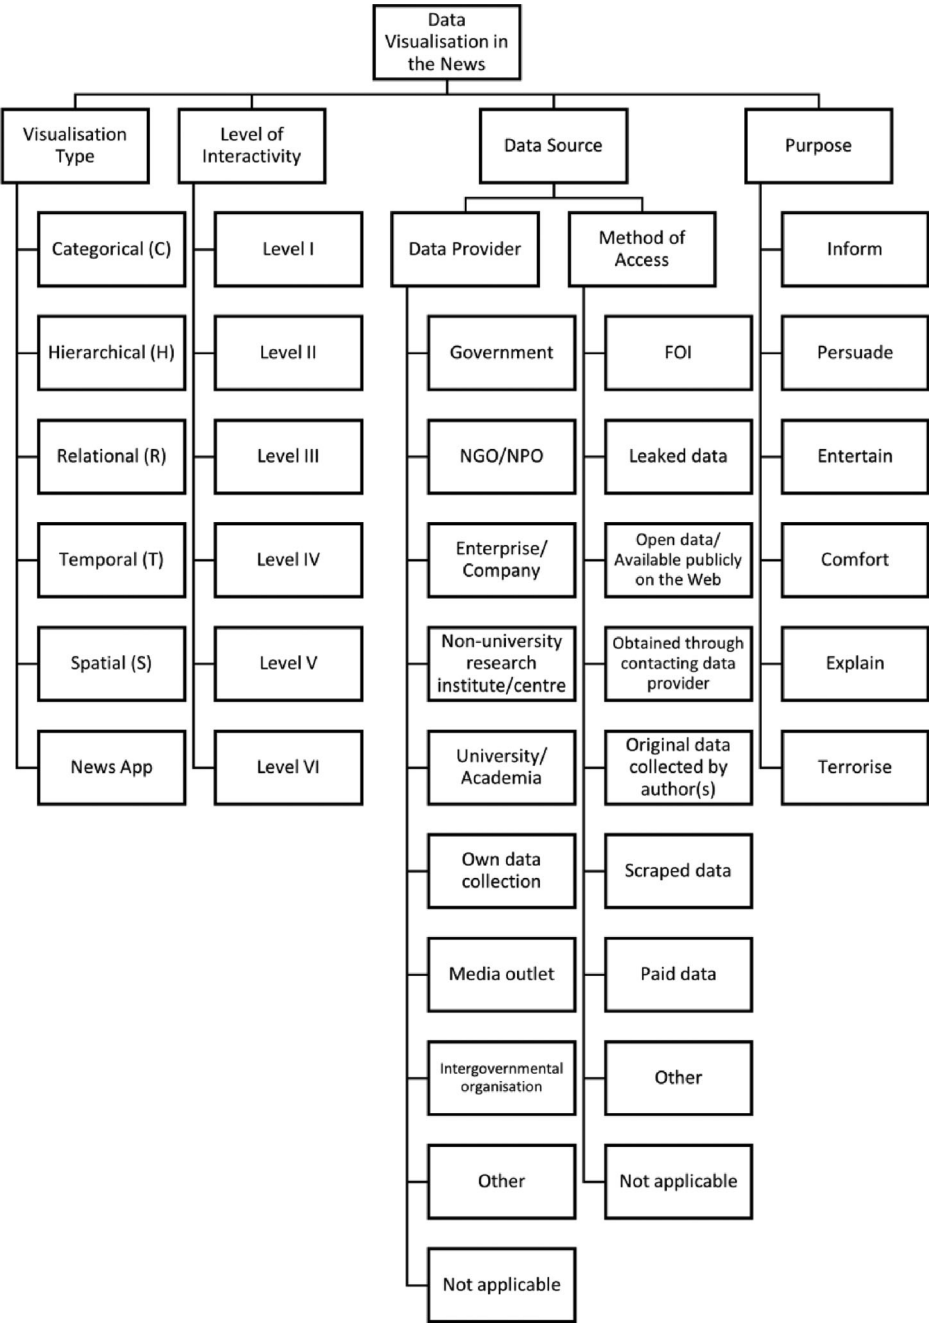 Data
Visualisation in
the News
Visualisation
Type
Level of
Interactivity
Data Source
Purpose
Categorical (C)
Hierarchical (H)
Relational (R)
Temporal (T)
Spatial (S)
News App
Level I
Level II
Level III
Level IV
Level V
Level VI
Data Provider
Government
NGO/NPO
Enterprise/
Company
Non-university
research
institute/centre
University/
Academia
Own data
collection
Media outlet
Intergovernmental
organisation
Other
Not applicable
Method of
Access
FOI
Leaked data
Open data/
Available publicly
on the Web
Obtained through
contacting data
provider
Original data
collected by
author(s)
Scraped data
Paid data
Other
Not applicable
Inform
Persuade
Entertain
Comfort
Explain
Terrorise